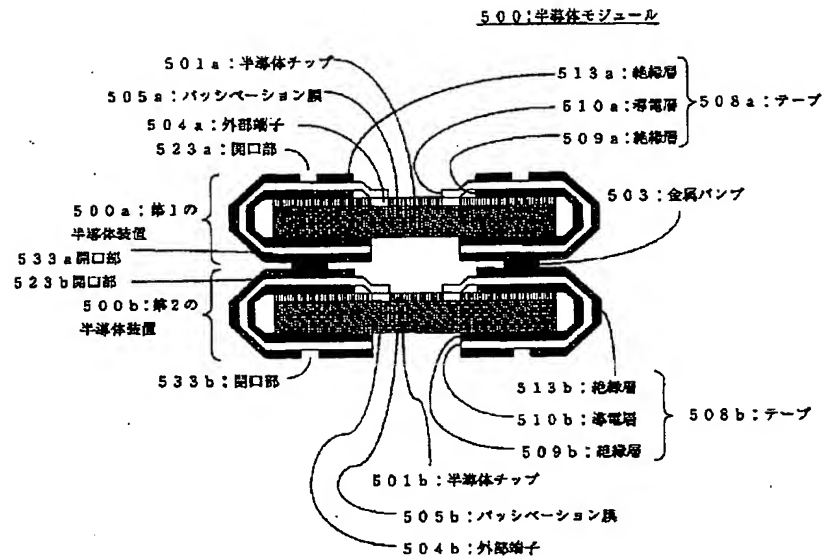 500:半導体モジュール
501a:半導体チップ
505a:パッシベーション膜
504a:外部端子
523a:開口部
513a:絶縁層
510a:導電層
509a:絶縁層
508a:テープ
503:金属バンプ
500a:第1の
半導体装置
533a開口部
523b開口部
500b:第2の
半導体装置
533b:開口部
513b:絶縁層
510b:導電層
509b:絶縁層
508b:テープ
501b:半導体チップ
505b:パッシベーション膜
504b:外部端子